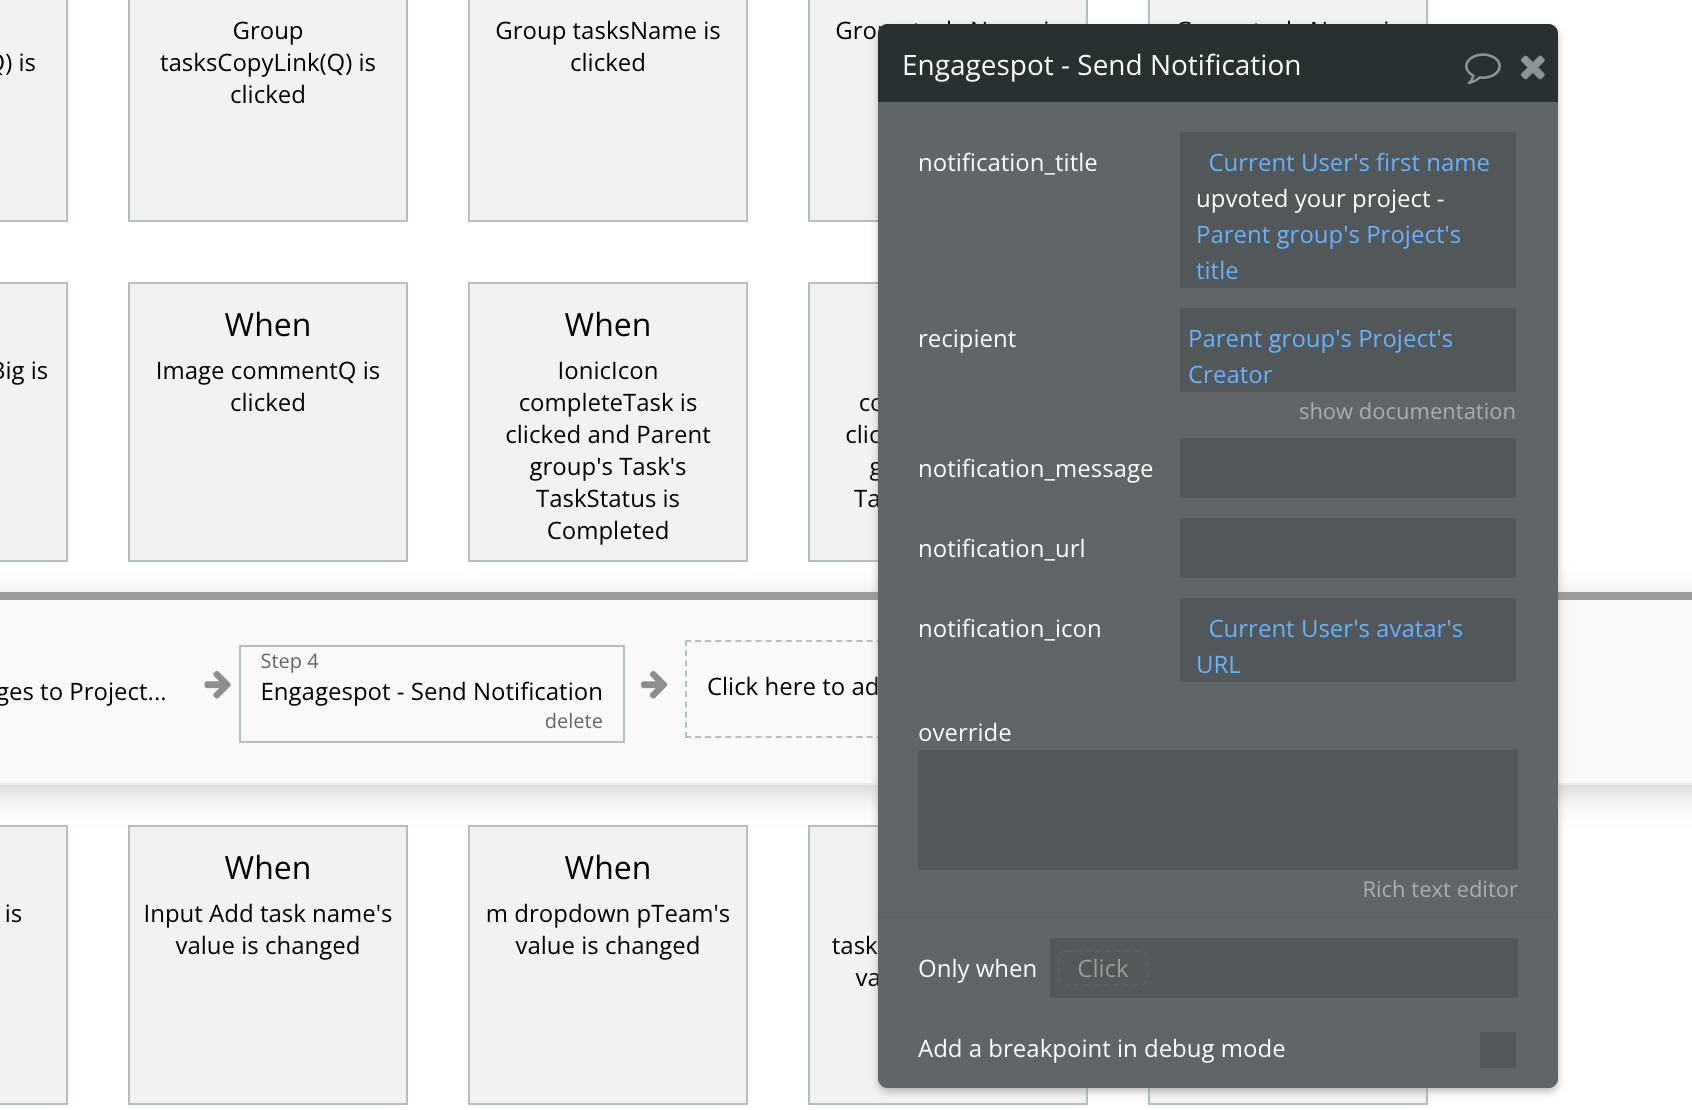 Group
tasksCopyLink(Q) is
clicked
Q) is
Group tasksName is
clicked
Engagespot - Send Notification
notification_title
Current User's first name
upvoted your project -
Parent group's Project's
title
recipient
Parent group's Project's
Creator
show documentation
notification_message
notification_url
notification_icon
Current User's avatar's
URL
override
Rich text editor
Only when
Click
Add a breakpoint in debug mode
Big is
When
Image commentQ is
clicked
When
IonicIcon
completeTask is
clicked and Parent
group's Task's
TaskStatus is
Completed
ges to Project...
Step 4
Engagespot - Send Notification
delete
Click here to ad
is
When
Input Add task name's
value is changed
When
m dropdown pTeam's
value is changed
task
va